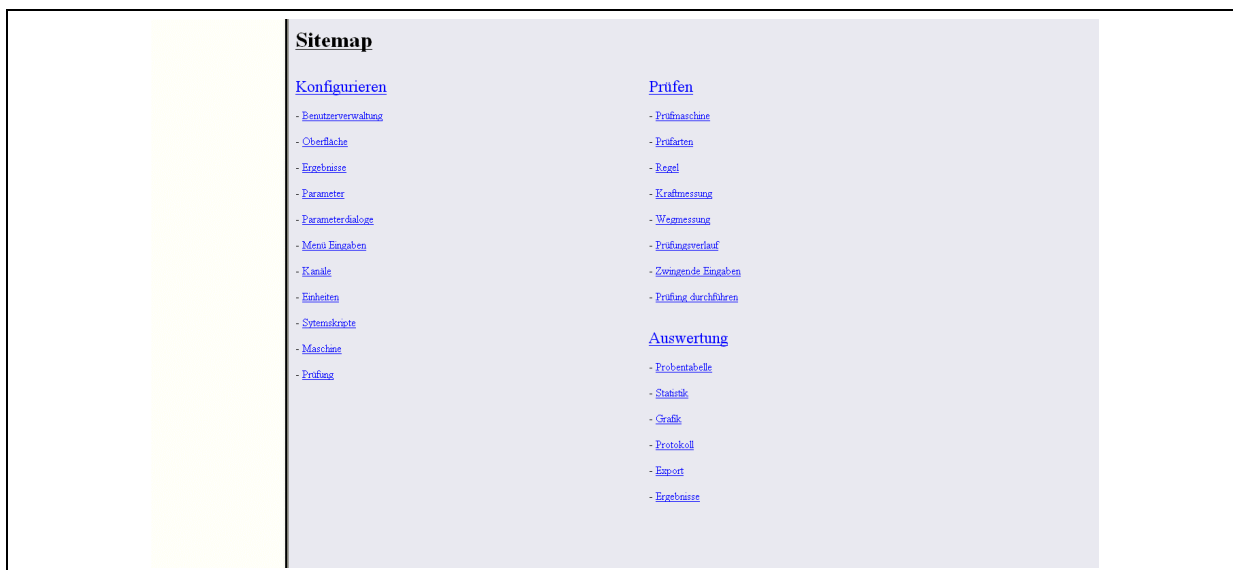 Sitemap
Konfigurieren
- Benutzerverwaltung
- Oberfläche
- Ergebnisse
- Parameter
- Parameterdialoge
- Menü Eingaben
- Kanäle
- Einheiten
- Sytemskripte
- Maschine
- Prüfung
Prüfen
- Prüfmaschine
- Prüfarten
- Regel
- Kraftmessung
- Wegmessung
- Prüfungsverlauf
- Zwingende Eingaben
- Prüfung durchführen
Auswertung
- Probentabelle
- Statistik
- Grafik
- Protokoll
- Export
- Ergebnisse